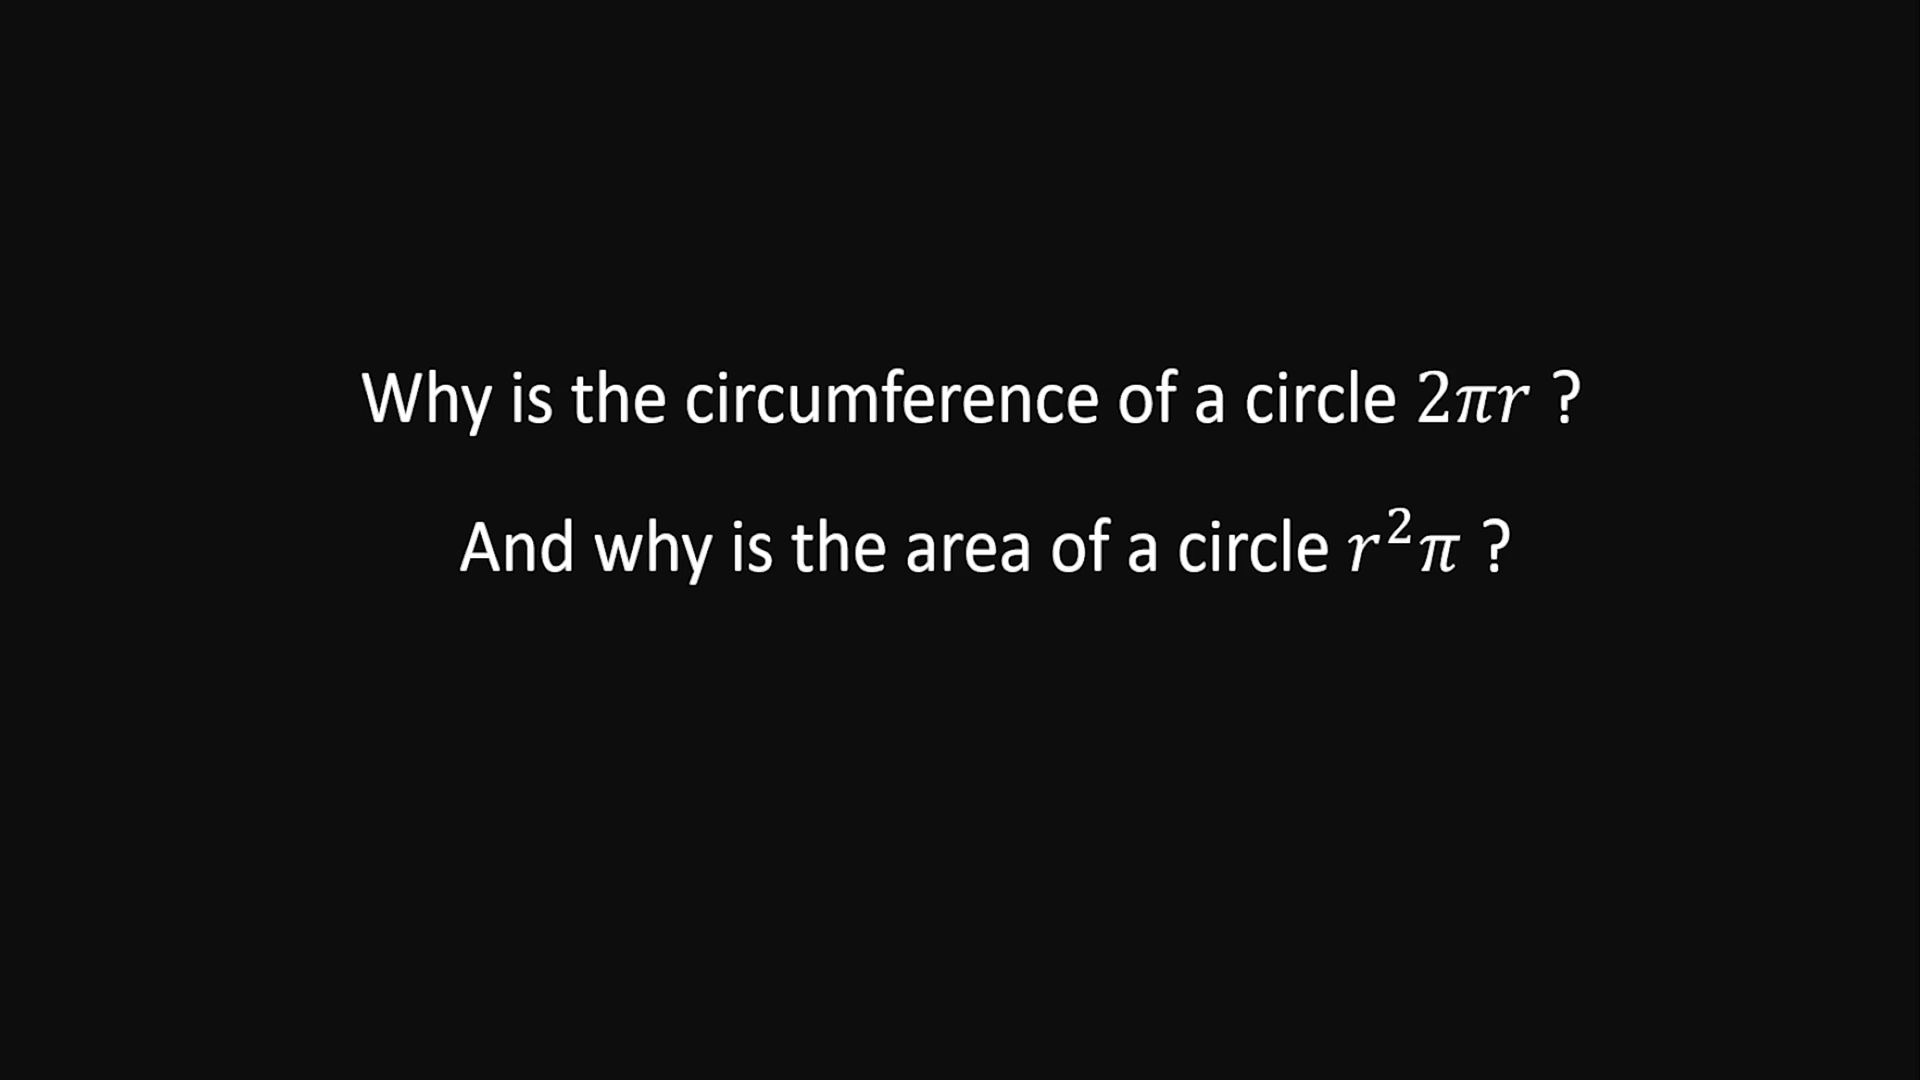 Why is the circumference of a circle 2πr ?
And why is the area of a circle r²π ?